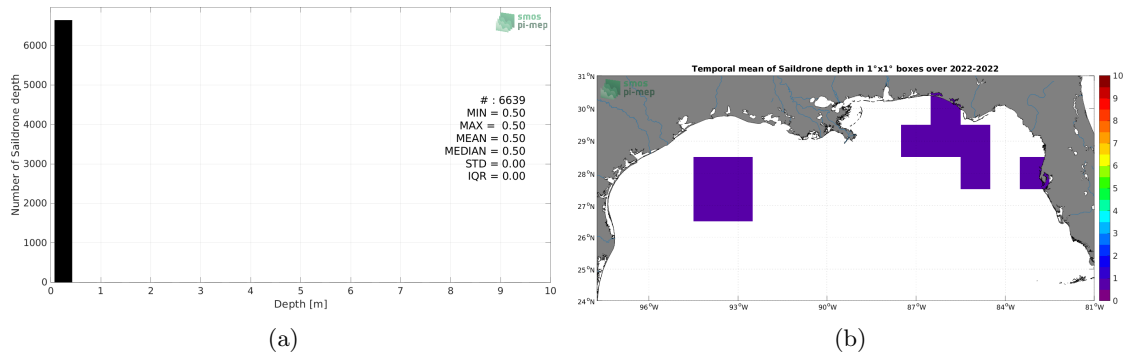 smos
pi-mep
6000
5000
4000
3000
2000
1000
0
Number of Saildrone depth
# : 6639
MIN = 0.50
MAX = 0.50
MEAN = 0.50
MEDIAN = 0.50
STD = 0.00
IQR = 0.00
0 1 2 3 4 5 6 7 8 9 10
Depth [m]
(a)
Temporal mean of Saildrone depth in 1°x1° boxes over 2022-2022
smos
pi-mep
31°N
30°N
29°N
28°N
27°N
26°N
25°N
24°N
96°W 93°W 90°W 87°W 84°W 81°W
10
9
8
7
6
5
4
3
2
1
0
(b)